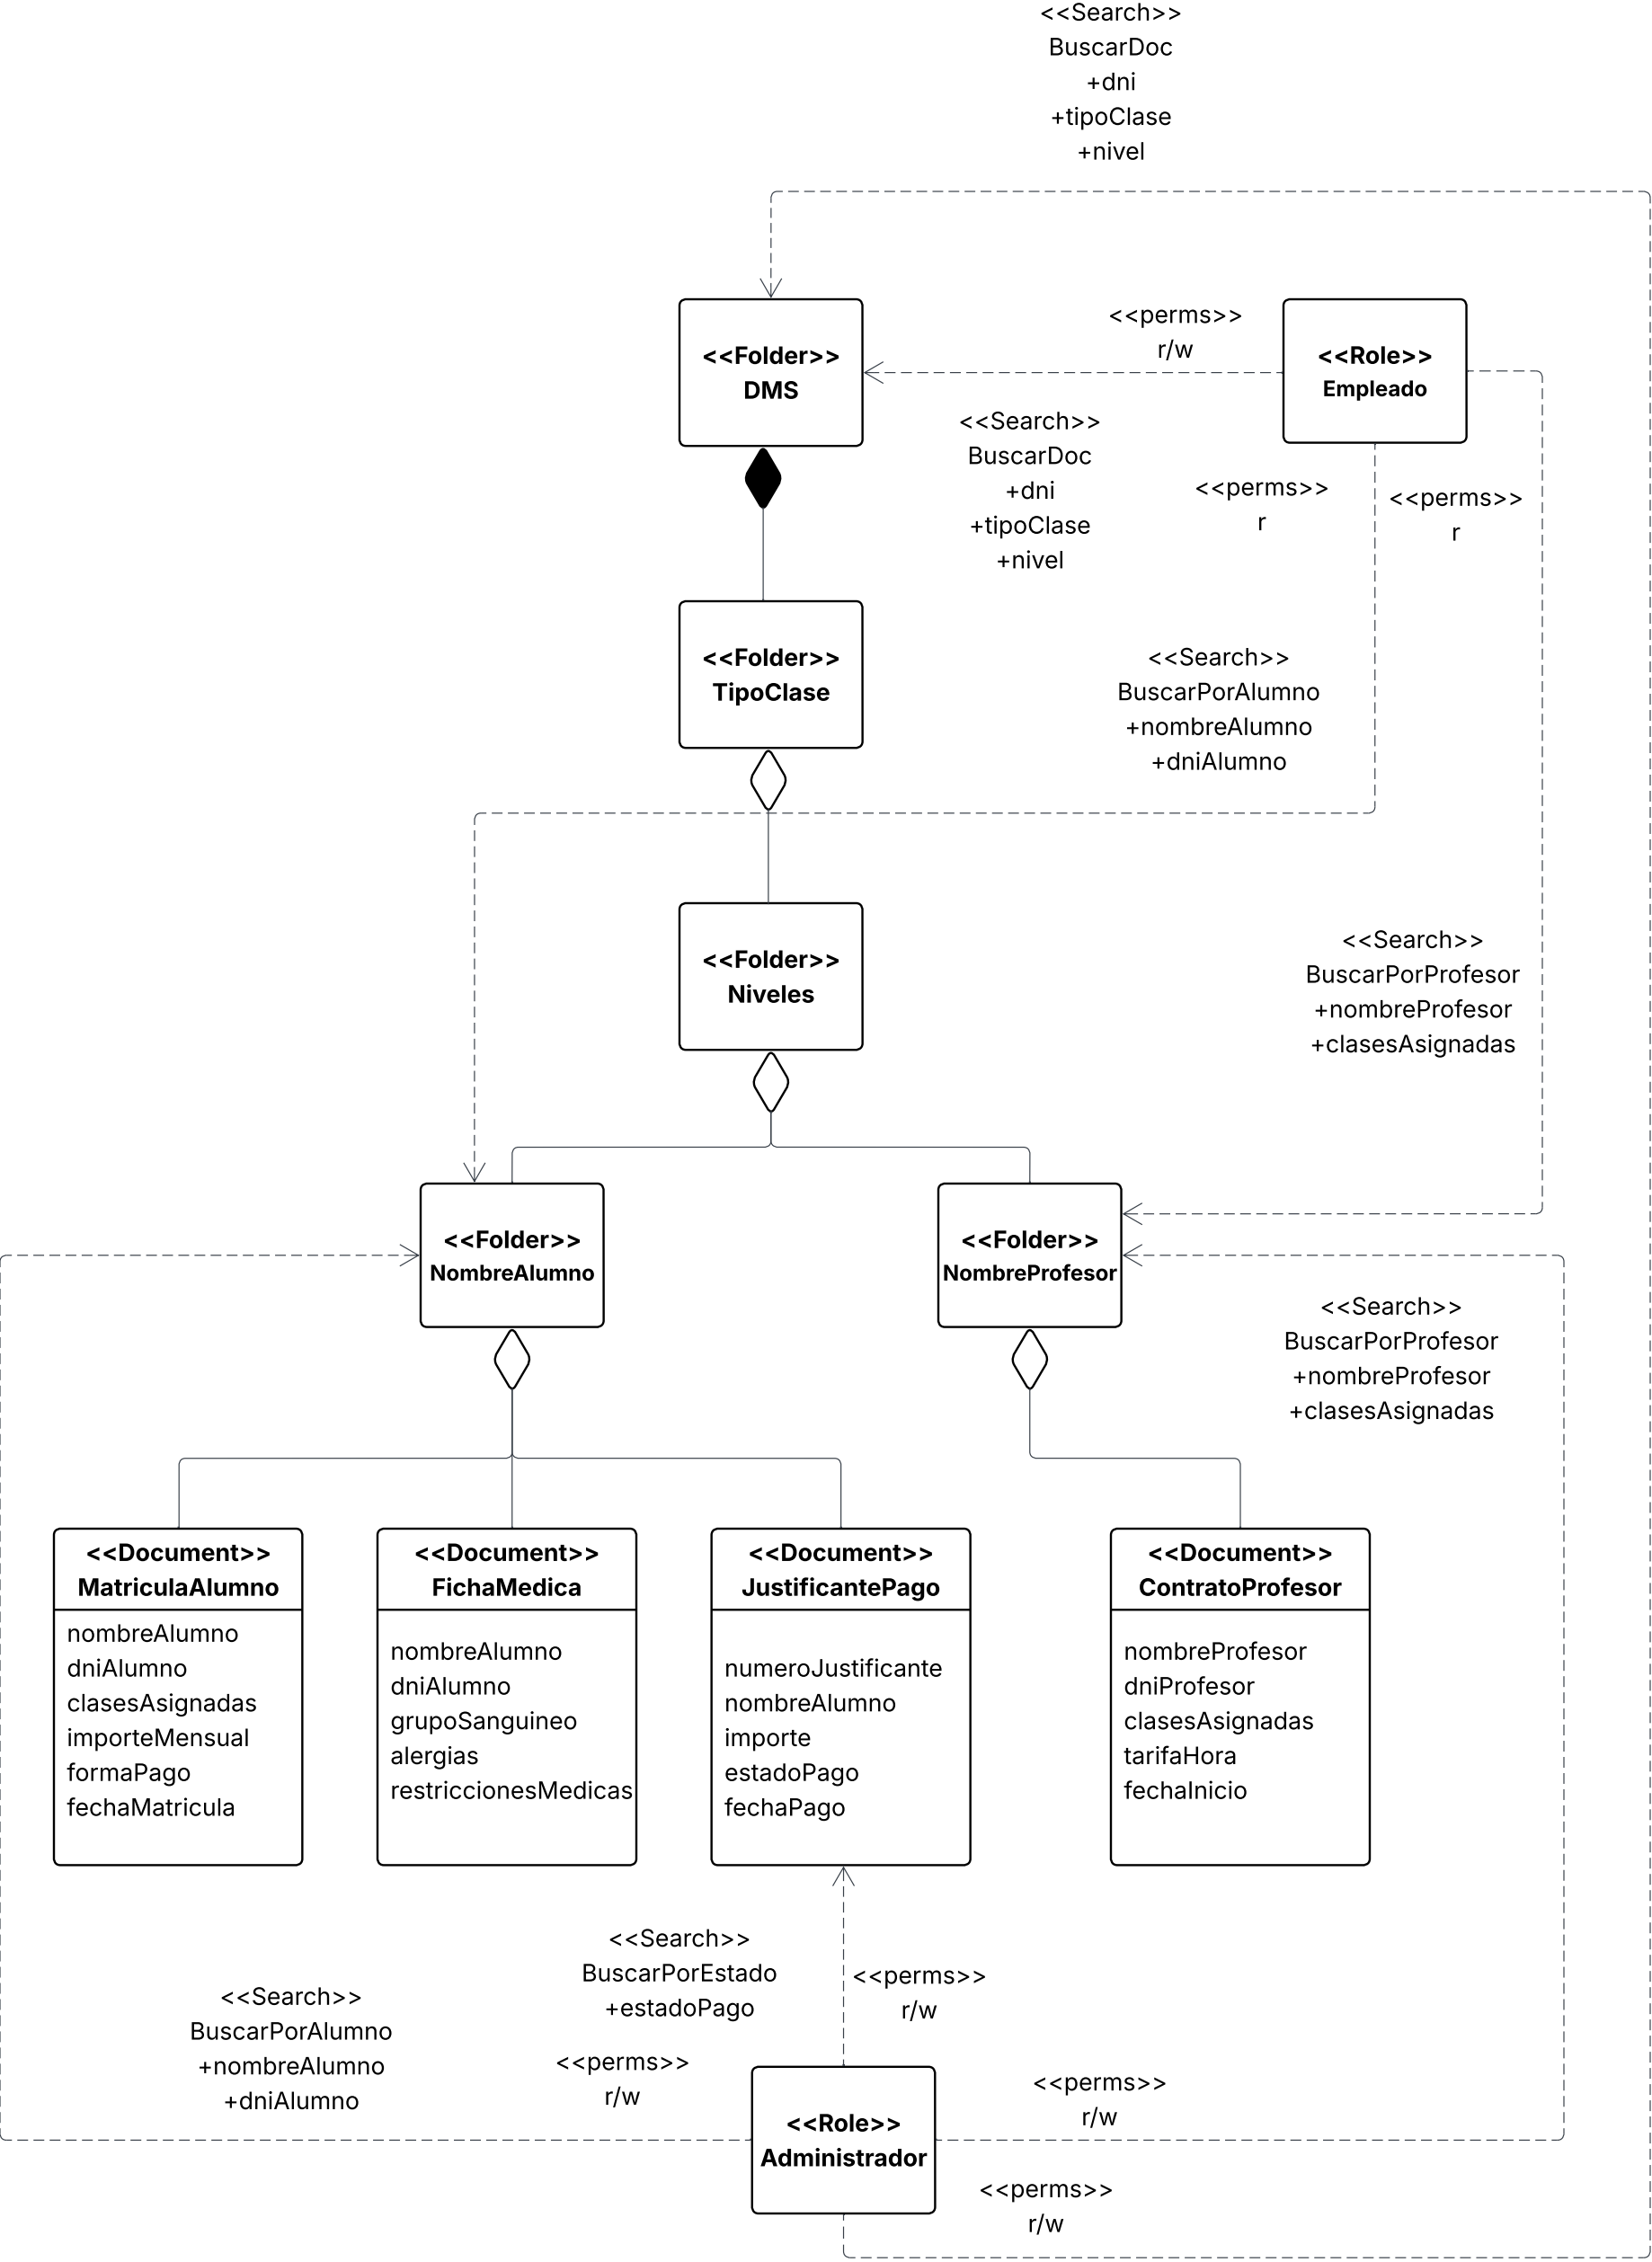 <<Search>>
BuscarDoc
+dni
+tipoClase
+nivel
<<Folder>>
DMS
<<perms>>
r/w
<<Role>>
Empleado
<<Search>>
BuscarDoc
+dni
+tipoClase
+nivel
<<perms>>
r
<<perms>>
r
<<Folder>>
TipoClase
<<Search>>
BuscarPorAlumno
+nombreAlumno
+dniAlumno
<<Folder>>
Niveles
<<Search>>
BuscarPorProfesor
+nombreProfesor
+clasesAsignadas
<<Folder>>
NombreAlumno
<<Folder>>
NombreProfesor
<<Search>>
BuscarPorProfesor
+nombreProfesor
+clasesAsignadas
<<Document>>
MatriculaAlumno
nombreAlumno
dniAlumno
clasesAsignadas
importeMensual
formaPago
fechaMatricula
<<Document>>
FichaMedica
nombreAlumno
dniAlumno
grupoSanguineo
alergias
restriccionesMedicas
<<Document>>
JustificantePago
numeroJustificante
nombreAlumno
importe
estadoPago
fechaPago
<<Document>>
ContratoProfesor
nombreProfesor
dniProfesor
clasesAsignadas
tarifaHora
fechaInicio
<<Search>>
BuscarPorEstado
+estadoPago
<<perms>>
r/w
<<Search>>
BuscarPorAlumno
+nombreAlumno
+dniAlumno
<<perms>>
r/w
<<Role>>
Administrador
<<perms>>
r/w
<<perms>>
r/w